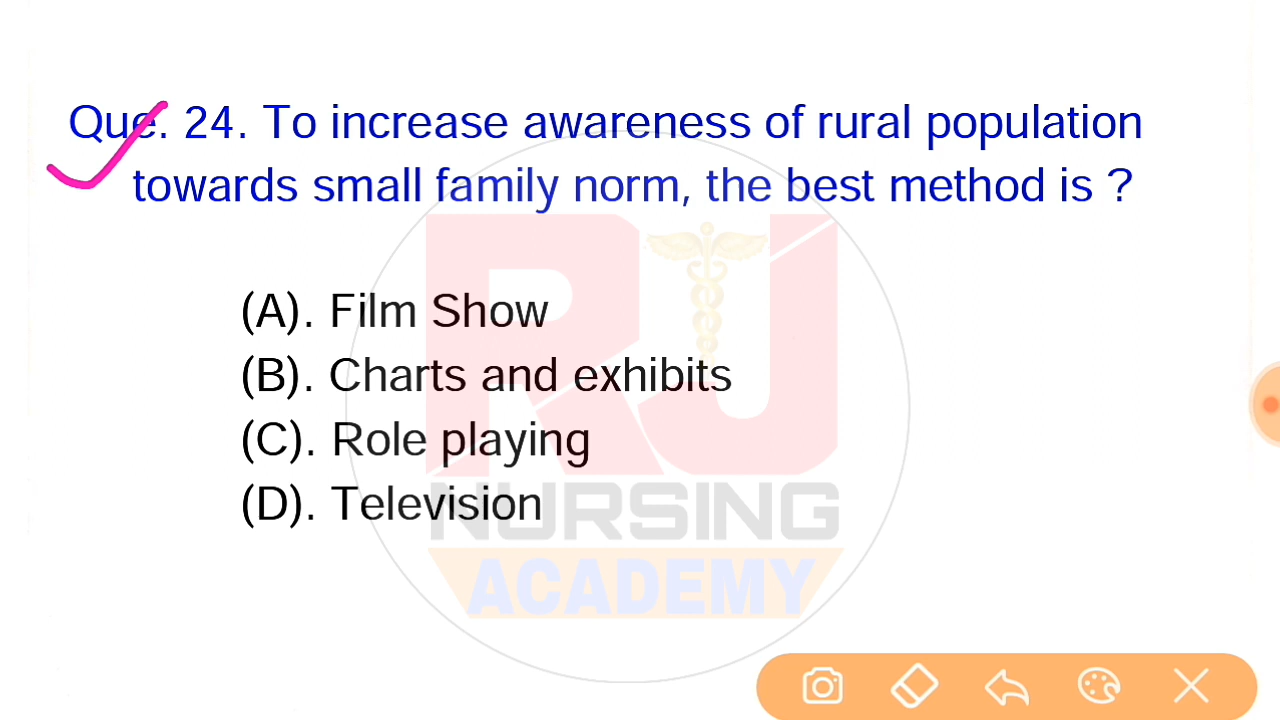 Que. 24. To increase awareness of rural population
towards small family norm, the best method is ?
(A). Film Show
(B). Charts and exhibits
(C). Role playing
(D). Television
RJ
NURSING
ACADEMY